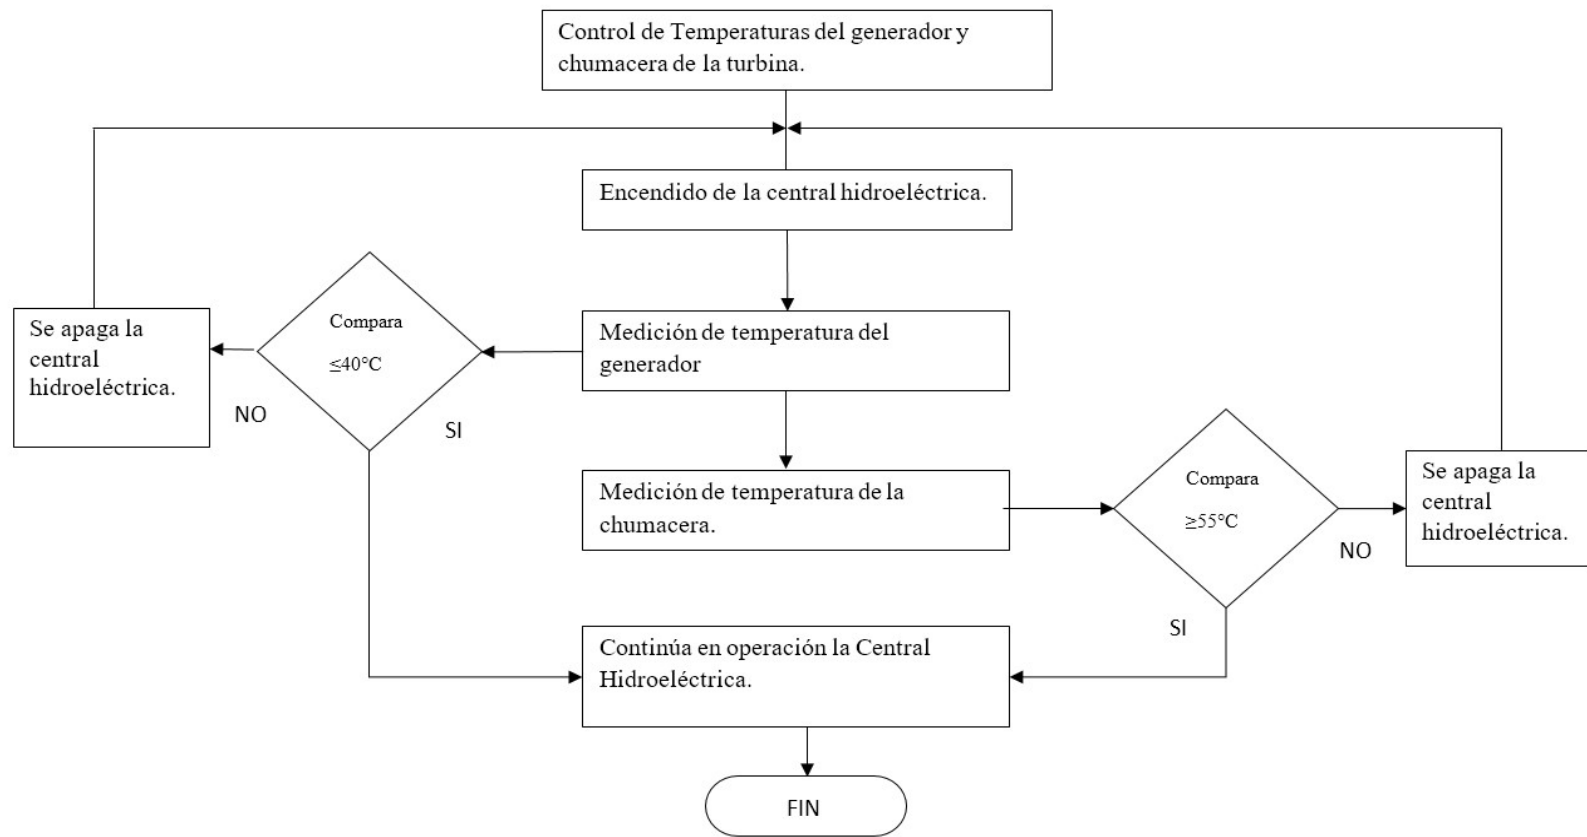 Control de Temperaturas del generador y
chumacera de la turbina.
Encendido de la central hidroeléctrica.
Se apaga la
central
hidroeléctrica.
Compara
≤40°C
Medición de temperatura del
generador
NO
SI
Medición de temperatura de la
chumacera.
Compara
≥55°C
Se apaga la
central
hidroeléctrica.
NO
SI
Continúa en operación la Central
Hidroeléctrica.
FIN